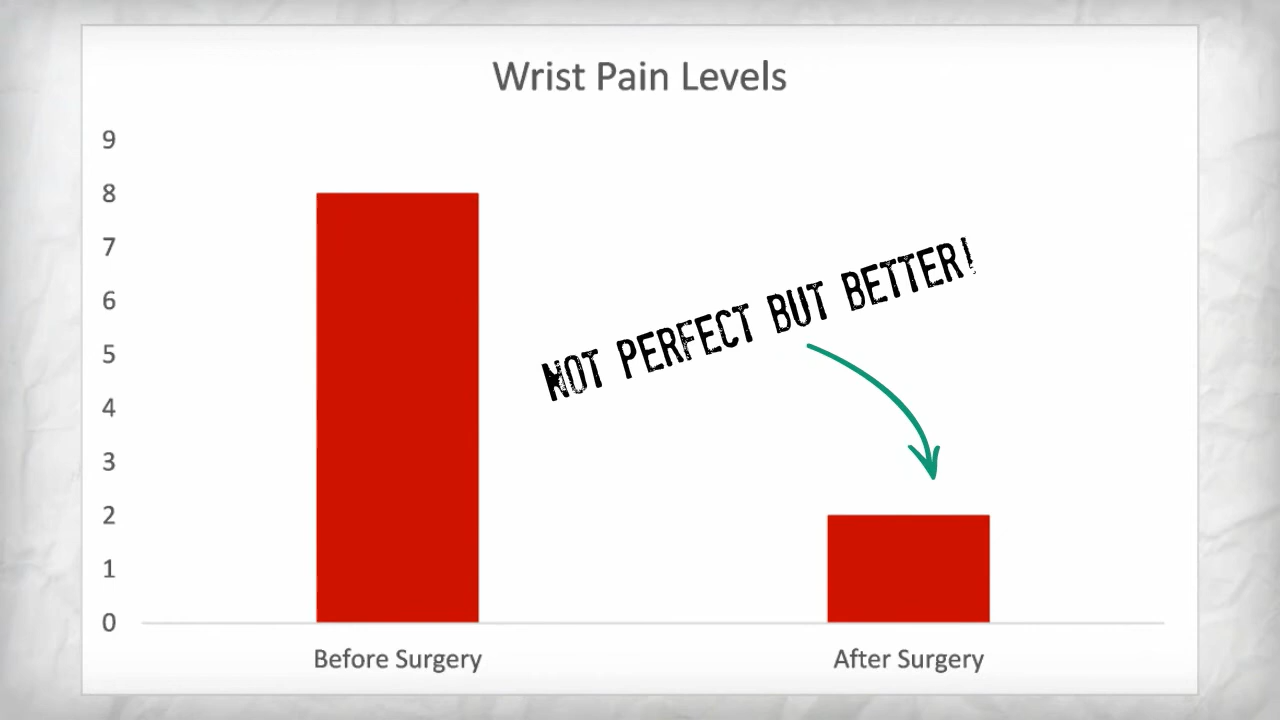 Wrist Pain Levels
9
8
7
6
5
4
3
2
1
0
NOT PERFECT BUT BETTER!
Before Surgery
After Surgery